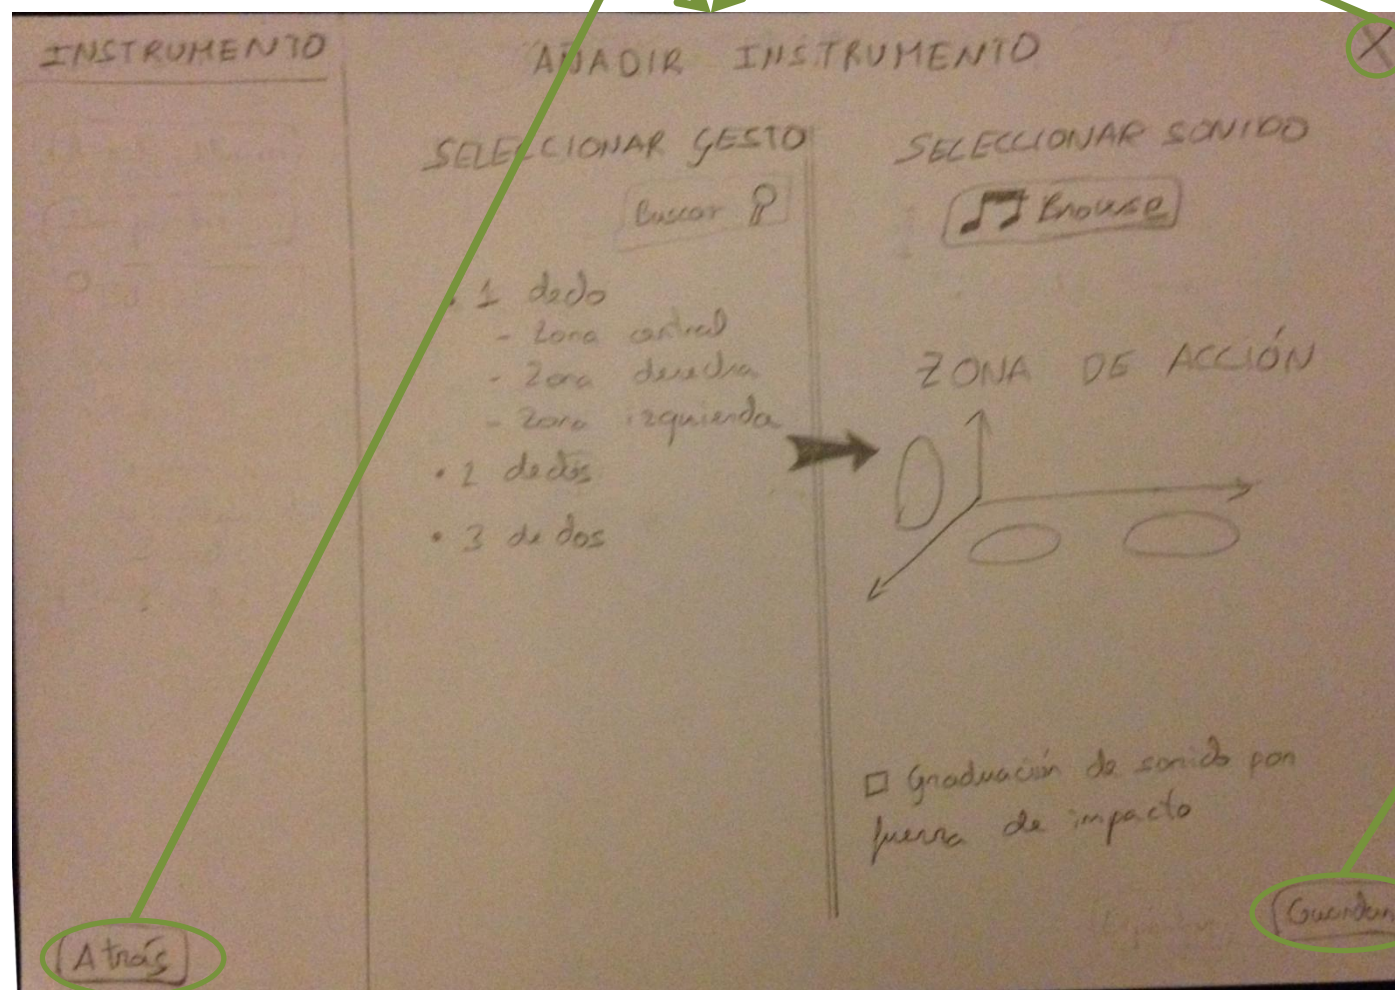 INSTRUMENTO
AÑADIR INSTRUMENTO
X
SELECCIONAR GESTO
Buscar
• 1 dedo
- Zona central
- Zona derecha
- Zona izquierda
• 2 dedos
• 3 dedos
SELECCIONAR SONIDO
Browse
ZONA DE ACCIÓN
Graduación de sonido por
fuerza de impacto
Atrás
Guardar